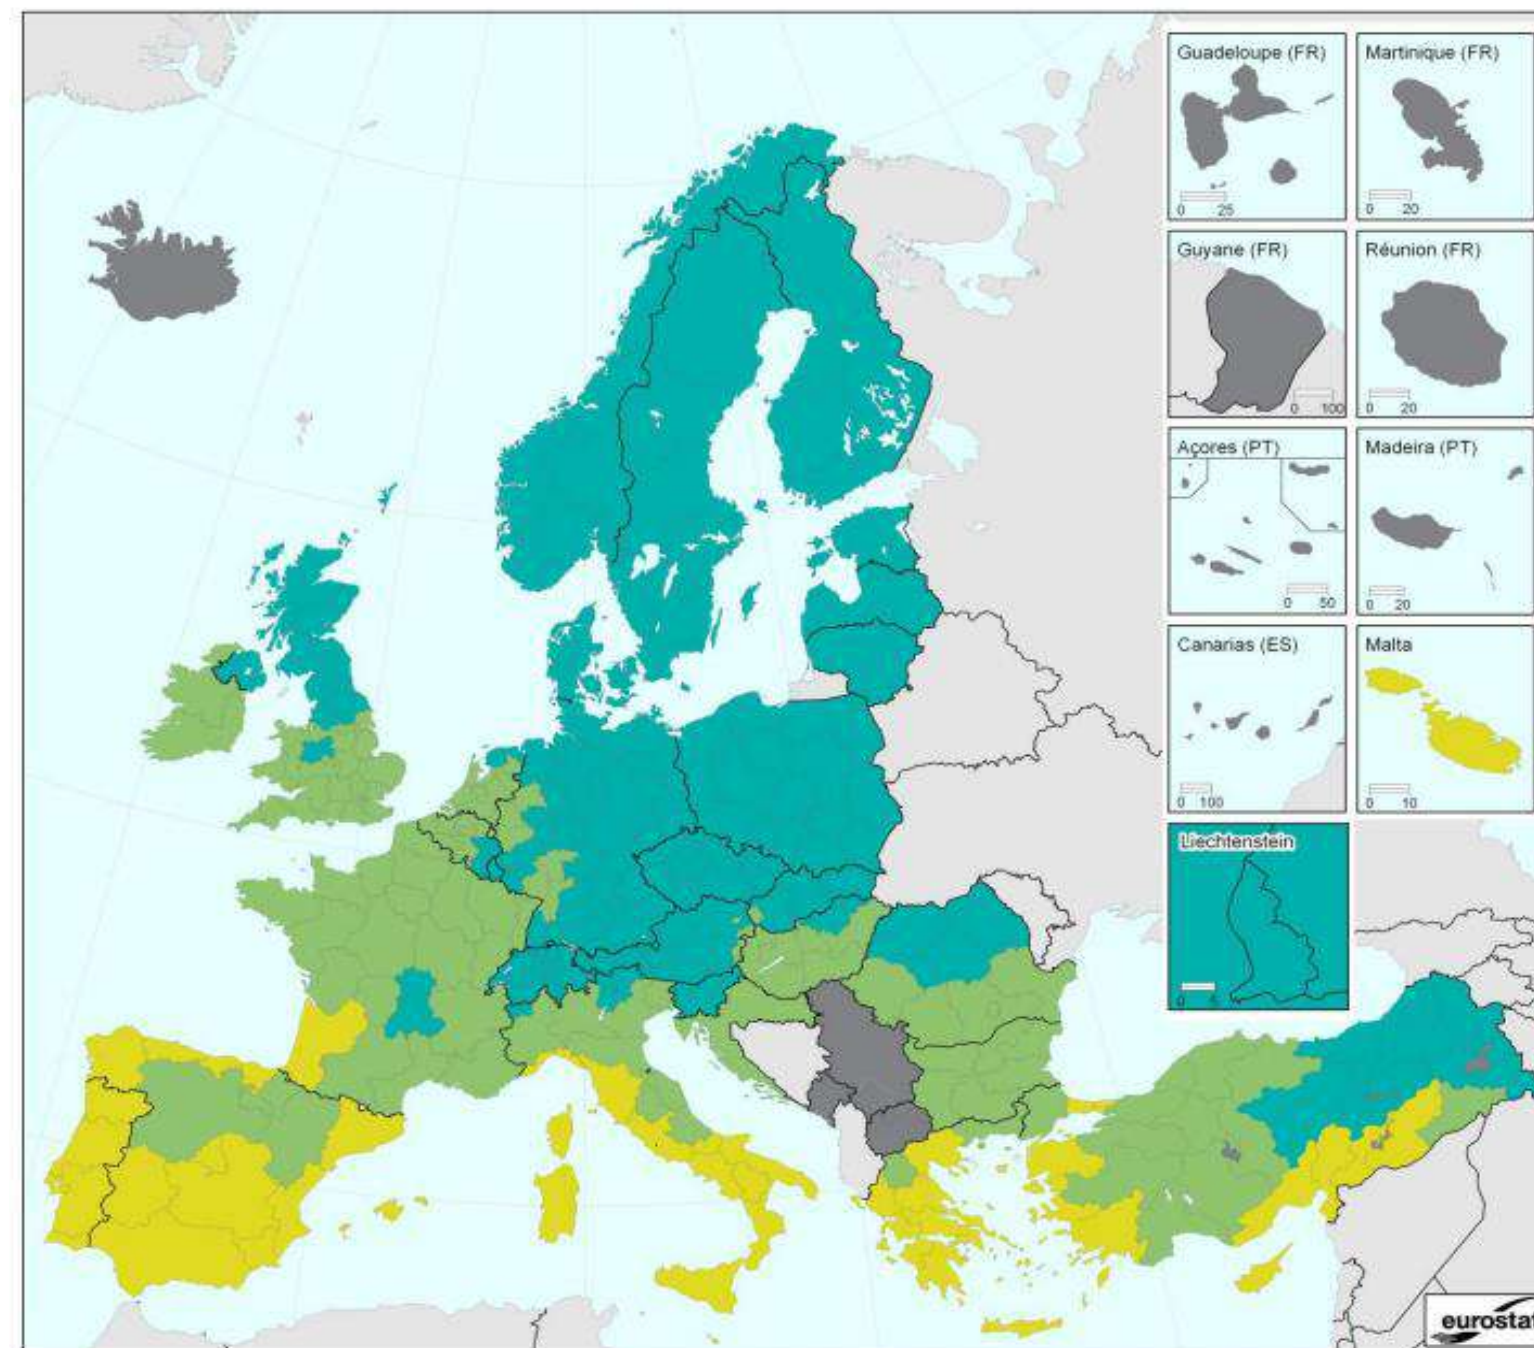 Guadeloupe (FR)
0 25
Martinique (FR)
0 20
Guyane (FR)
0 100
Réunion (FR)
0 20
Açores (PT)
0 50
Madeira (PT)
0 20
Canarias (ES)
0 100
Malta
0 10
Liechtenstein
0
eurostat